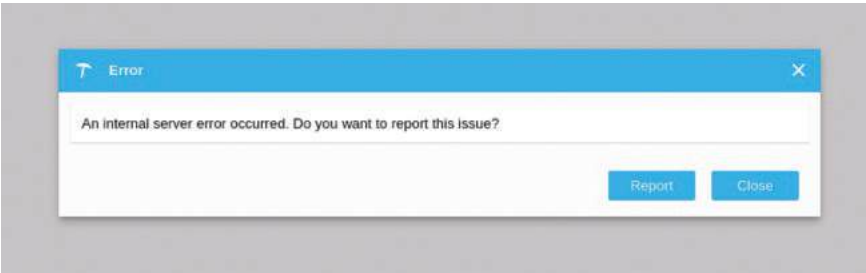 Error
An internal server error occurred. Do you want to report this issue?
Report
Close